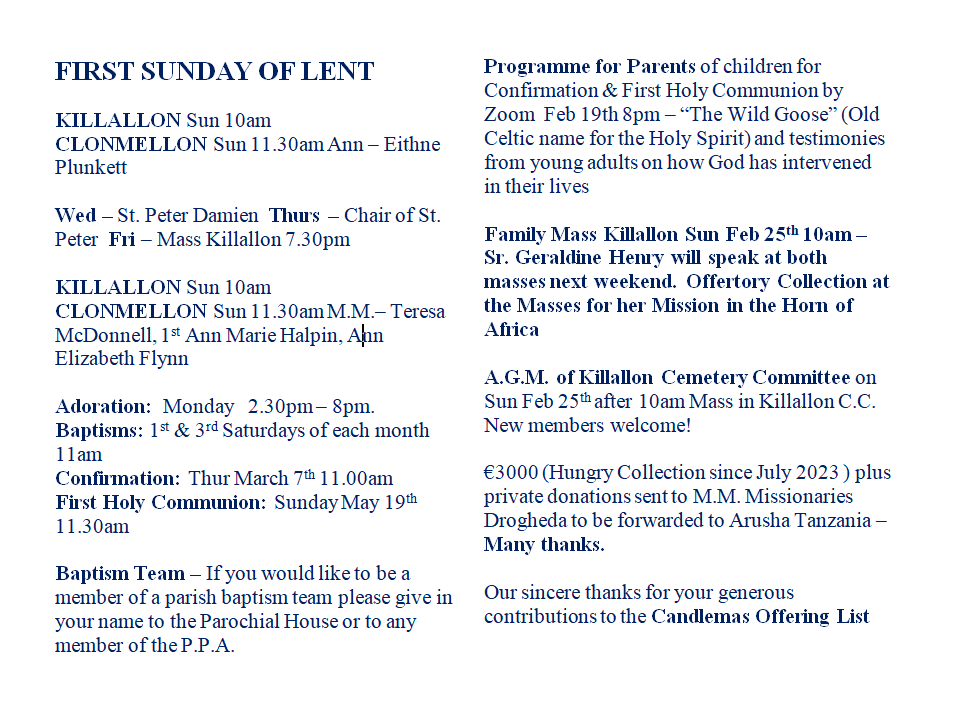 FIRST SUNDAY OF LENT
KILLALLON Sun 10am
CLONMELLON Sun 11.30am Ann – Eithne
Plunkett
Wed – St. Peter Damien  Thurs – Chair of St.
Peter  Fri – Mass Killallon 7.30pm
KILLALLON Sun 10am
CLONMELLON Sun 11.30am M.M.– Teresa
McDonnell, 1st Ann Marie Halpin, Ann
Elizabeth Flynn
Adoration:  Monday   2.30pm – 8pm.
Baptisms: 1st & 3rd Saturdays of each month
11am
Confirmation: Thur March 7th 11.00am
First Holy Communion: Sunday May 19th
11.30am
Baptism Team – If you would like to be a
member of a parish baptism team please give in
your name to the Parochial House or to any
member of the P.P.A.
Programme for Parents of children for
Confirmation & First Holy Communion by
Zoom  Feb 19th 8pm – “The Wild Goose” (Old
Celtic name for the Holy Spirit) and testimonies
from young adults on how God has intervened
in their lives
Family Mass Killallon Sun Feb 25th 10am –
Sr. Geraldine Henry will speak at both
masses next weekend.  Offertory Collection at
the Masses for her Mission in the Horn of
Africa
A.G.M. of Killallon Cemetery Committee on
Sun Feb 25th after 10am Mass in Killallon C.C.
New members welcome!
€3000 (Hungry Collection since July 2023 ) plus
private donations sent to M.M. Missionaries
Drogheda to be forwarded to Arusha Tanzania –
Many thanks.
Our sincere thanks for your generous
contributions to the Candlemas Offering List